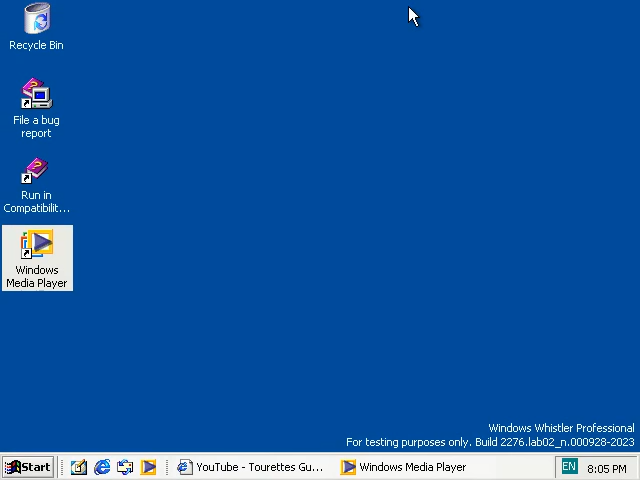 Recycle Bin
File a bug
report
Run in
Compatibilit...
Windows
Media Player
Windows Whistler Professional
For testing purposes only. Build 2276.lab02_n.000928-2023
Start
YouTube - Tourettes Gu...
Windows Media Player
EN
8:05 PM